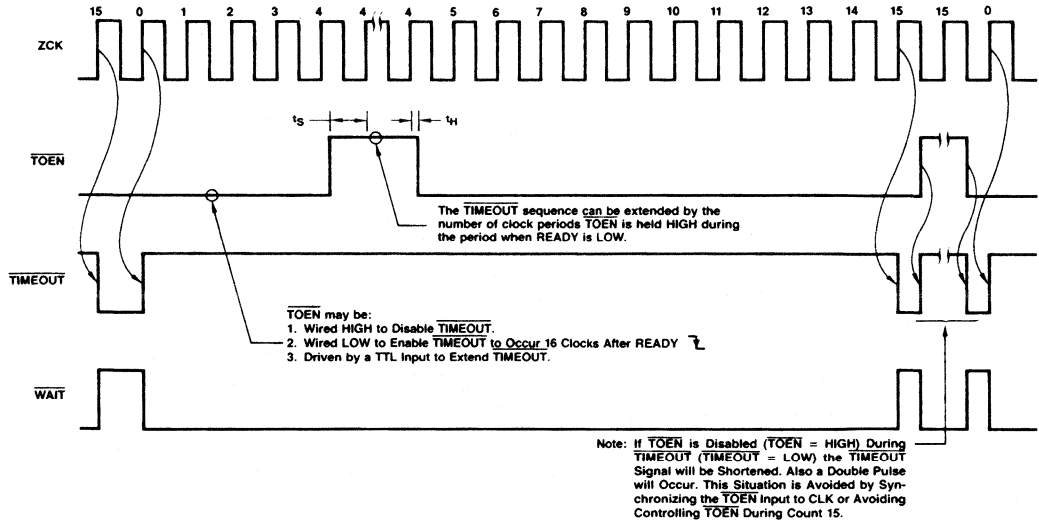 15 0 1 2 3 4 4 4 5 6 7 8 9 10 11 12 13 14 15 15 0
ZCK
tS tH
TOEN
The TIMEOUT sequence can be extended by the
number of clock periods TOEN is held HIGH during
the period when READY is LOW.
TIMEOUT
TOEN may be:
1. Wired HIGH to Disable TIMEOUT.
2. Wired LOW to Enable TIMEOUT to Occur 16 Clocks After READY
3. Driven by a TTL Input to Extend TIMEOUT.
WAIT
Note: If TOEN is Disabled (TOEN = HIGH) During
TIMEOUT (TIMEOUT = LOW) the TIMEOUT
Signal will be Shortened. Also a Double Pulse
will Occur. This Situation is Avoided by Syn-
chronizing the TOEN Input to CLK or Avoiding
Controlling TOEN During Count 15.